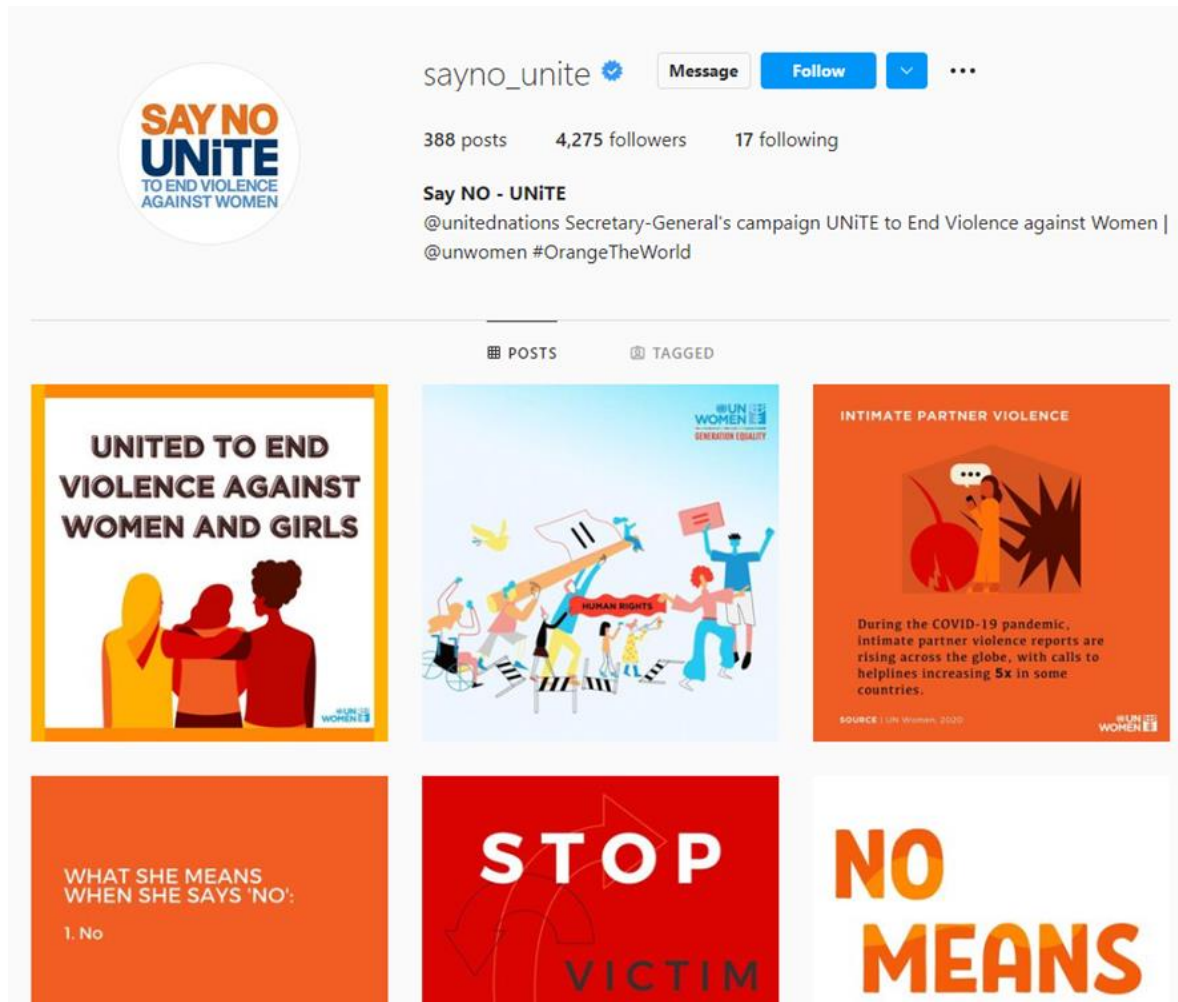 SAY NO
UNiTE
TO END VIOLENCE
AGAINST WOMEN
sayno_unite
Message
Follow
388 posts
4,275 followers
17 following
Say NO - UNiTE
@unitednations Secretary-General's campaign UNiTE to End Violence against Women |
@unwomen #OrangeTheWorld
POSTS
TAGGED
UNITED TO END
VIOLENCE AGAINST
WOMEN AND GIRLS
UN
WOMEN
UN
WOMEN
GENERATION EQUALITY
HUMAN RIGHTS
INTIMATE PARTNER VIOLENCE
During the COVID-19 pandemic,
intimate partner violence reports are
rising across the globe, with calls to
helplines increasing 5x in some
countries.
SOURCE | UN Women, 2020
UN
WOMEN
WHAT SHE MEANS
WHEN SHE SAYS 'NO':
1. No
STOP
VICTIM
NO
MEANS